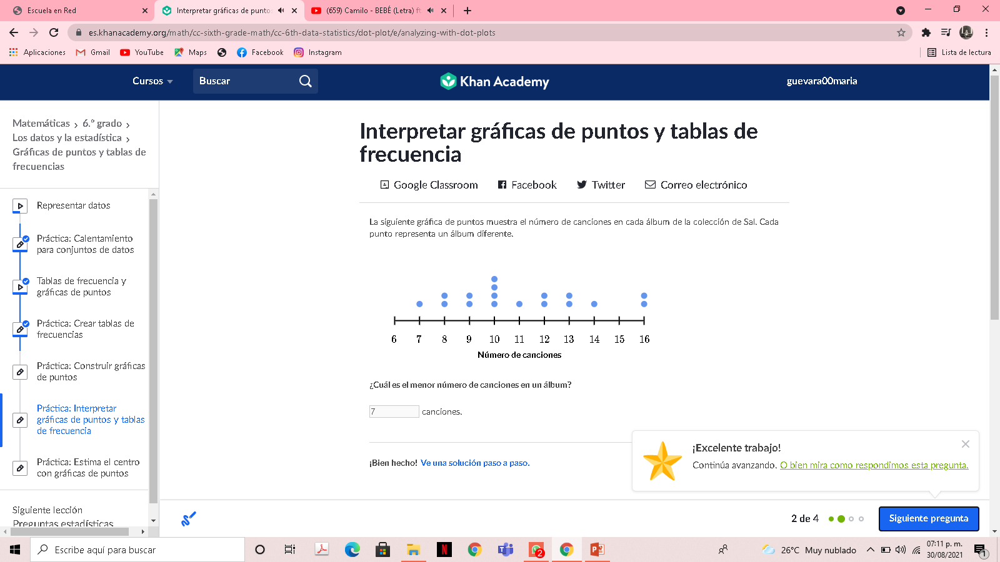 Escuela en Red
Interpretar gráficas de puntos
(659) Camilo - BEBÉ (Letra) ft
es.khanacademy.org/math/cc-sixth-grade-math/cc-6th-data-statistics/dot-plot/e/analyzing-with-dot-plots
Aplicaciones
Gmail
YouTube
Maps
Facebook
Instagram
Lista de lectura
Cursos
Buscar
Khan Academy
guevara00maria
Matemáticas
6.º grado
Los datos y la estadística
Gráficas de puntos y tablas de
frecuencias
Representar datos
Práctica: Calentamiento
para conjuntos de datos
Tablas de frecuencia y
gráficas de puntos
Práctica: Crear tablas de
frecuencias
Práctica: Construir gráficas
de puntos
Práctica: Interpretar
gráficas de puntos y tablas
de frecuencia
Práctica: Estima el centro
con gráficas de puntos
Siguiente lección
Preguntas estadísticas
Interpretar gráficas de puntos y tablas de
frecuencia
Google Classroom
Facebook
Twitter
Correo electrónico
La siguiente gráfica de puntos muestra el número de canciones en cada álbum de la colección de Sal. Cada
punto representa un álbum diferente.
6 7 8 9 10 11 12 13 14 15 16
Número de canciones
¿Cuál es el menor número de canciones en un álbum?
7 canciones.
¡Bien hecho! Ve una solución paso a paso.
¡Excelente trabajo!
Continúa avanzando. O bien mira como respondimos esta pregunta.
2 de 4
Siguiente pregunta
Escribe aquí para buscar
2
26°C Muy nublado
07:11 p. m.
30/08/2021
1